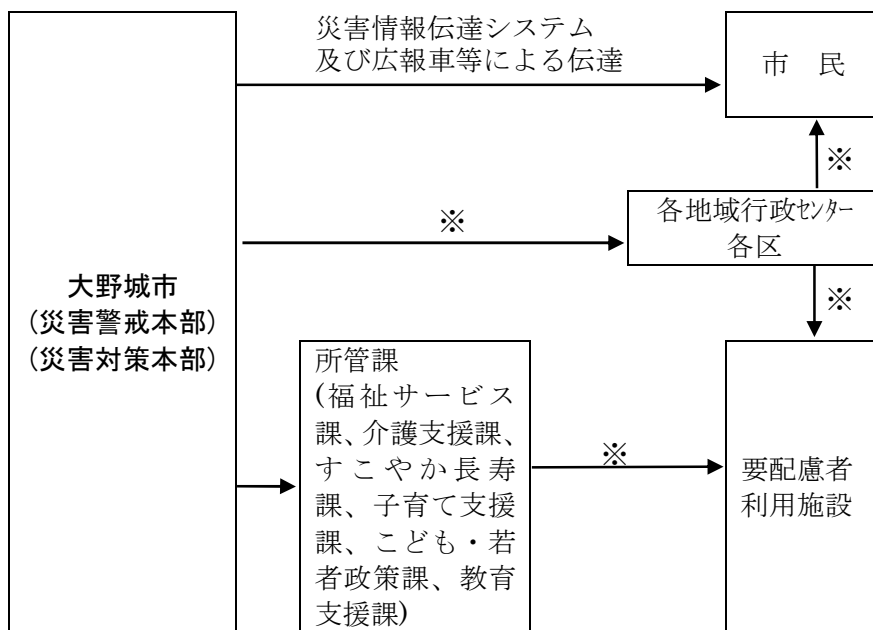 災害情報伝達システム
及び広報車等による伝達
市　民
※
※
各地域行政ｾﾝﾀｰ
各区
※
大野城市
(災害警戒本部)
(災害対策本部)
所管課
(福祉サービス
課、介護支援課、
すこやか長寿
課、子育て支援
課、こども・若
者政策課、教育
支援課)
※
要配慮者
利用施設